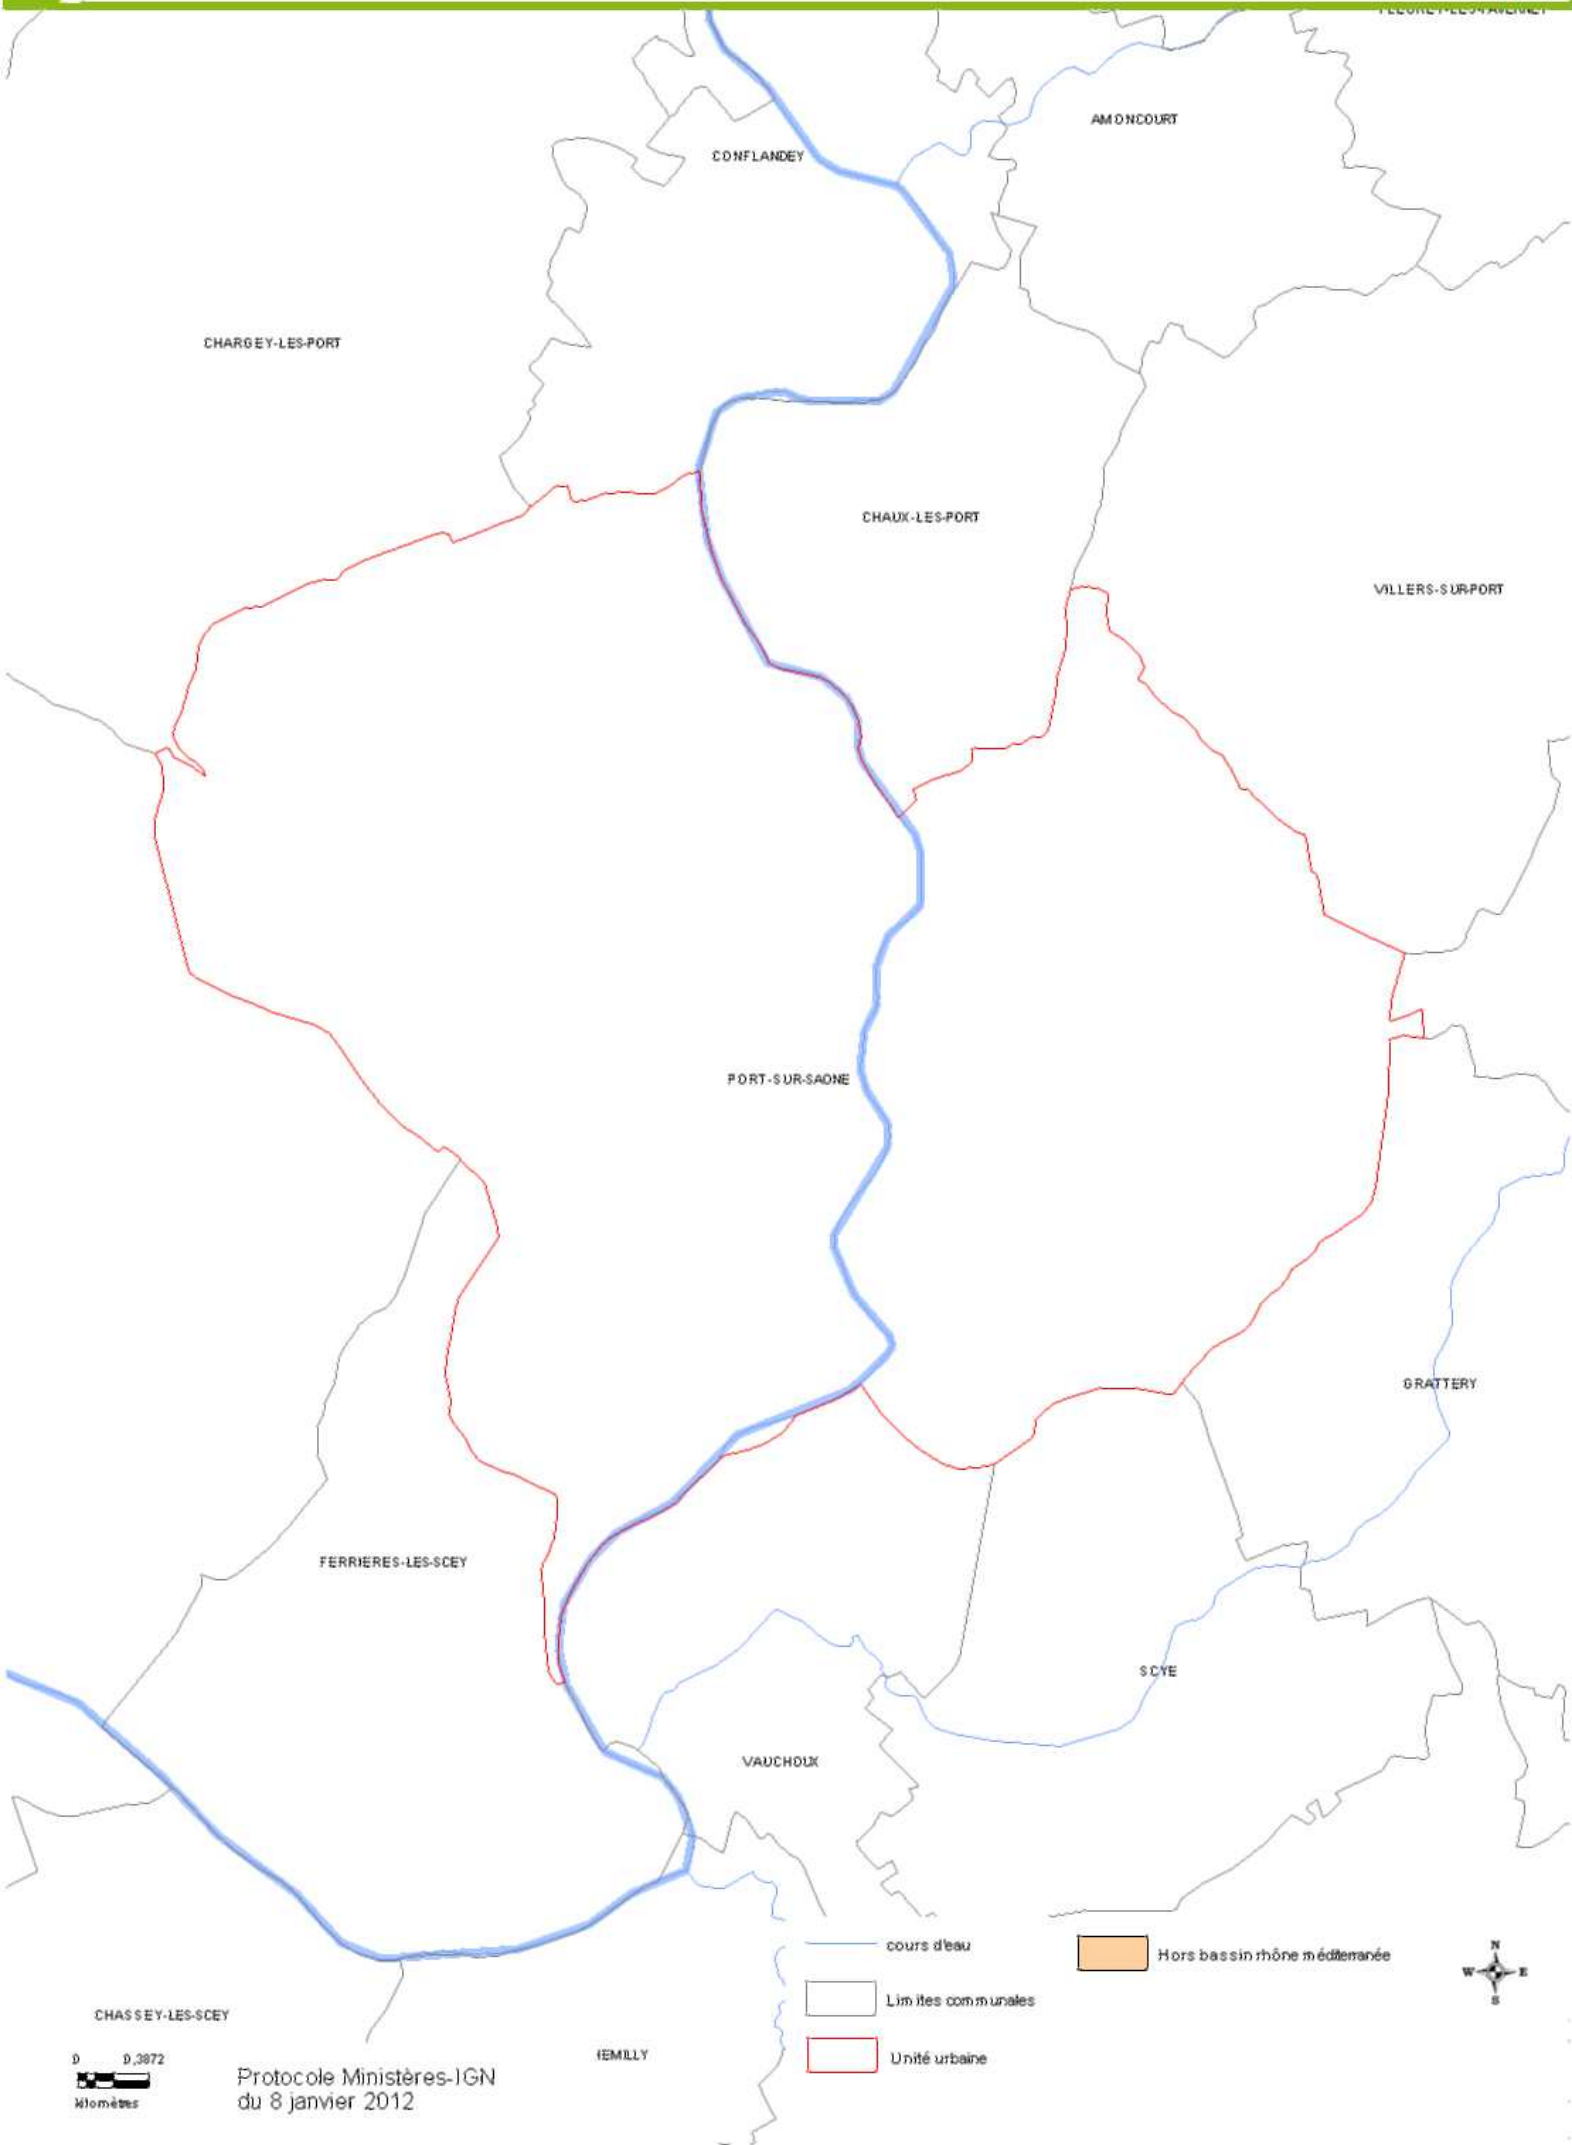 AMONCOURT
CONFLANDEY
CHARGEY-LES-PORT
CHAUX-LES-PORT
VILLERS-SUR-PORT
PORT-SUR-SAONE
GRATTERY
FERRIERES-LES-SCEY
SCYE
VAUCHOUX
cours d'eau
Hors bassin rhône méditerranée
N
W E
S
Limites communales
CHASSEY-LES-SCEY
EMILLY
Unité urbaine
0 0,3872
kilomètres
Protocole Ministères-IGN
du 8 janvier 2012